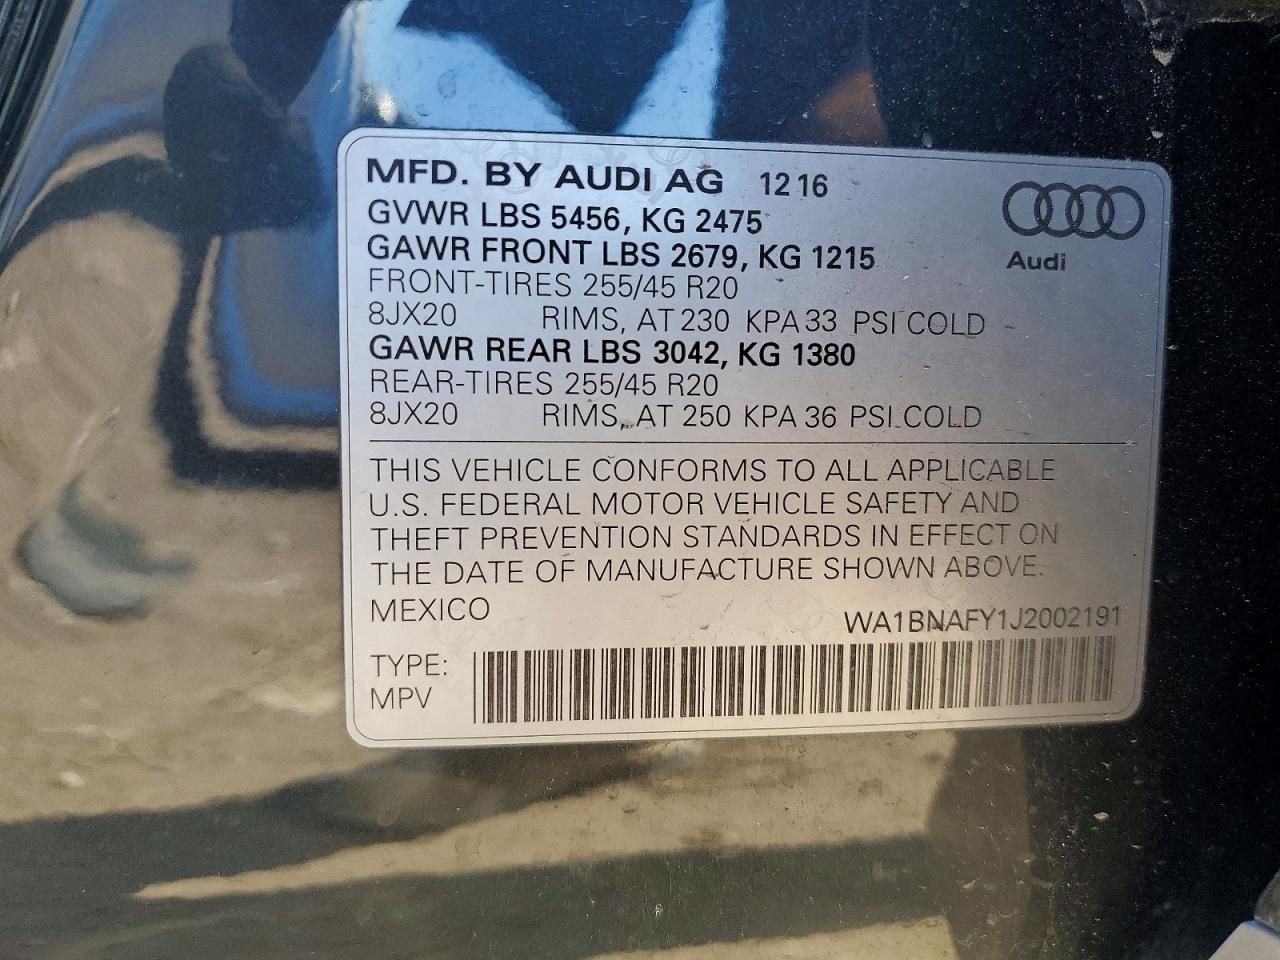 MFD. BY AUDI AG 12 16
GVWR LBS 5456, KG 2475
GAWR FRONT LBS 2679, KG 1215
FRONT-TIRES 255/45 R20
8JX20 RIMS, AT 230 KPA 33 PSI COLD
GAWR REAR LBS 3042, KG 1380
REAR-TIRES 255/45 R20
8JX20 RIMS, AT 250 KPA 36 PSI COLD
Audi
THIS VEHICLE CONFORMS TO ALL APPLICABLE
U.S. FEDERAL MOTOR VEHICLE SAFETY AND
THEFT PREVENTION STANDARDS IN EFFECT ON
THE DATE OF MANUFACTURE SHOWN ABOVE.
MEXICO WA1BNAFY1J2002191
TYPE:
MPV